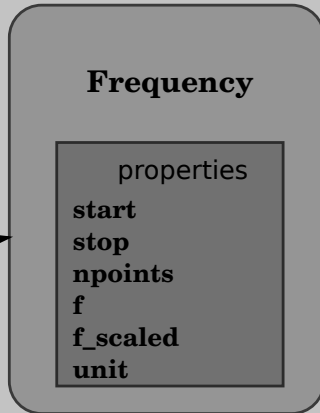 Frequency
properties
start
stop
npoints
f
f_scaled
unit